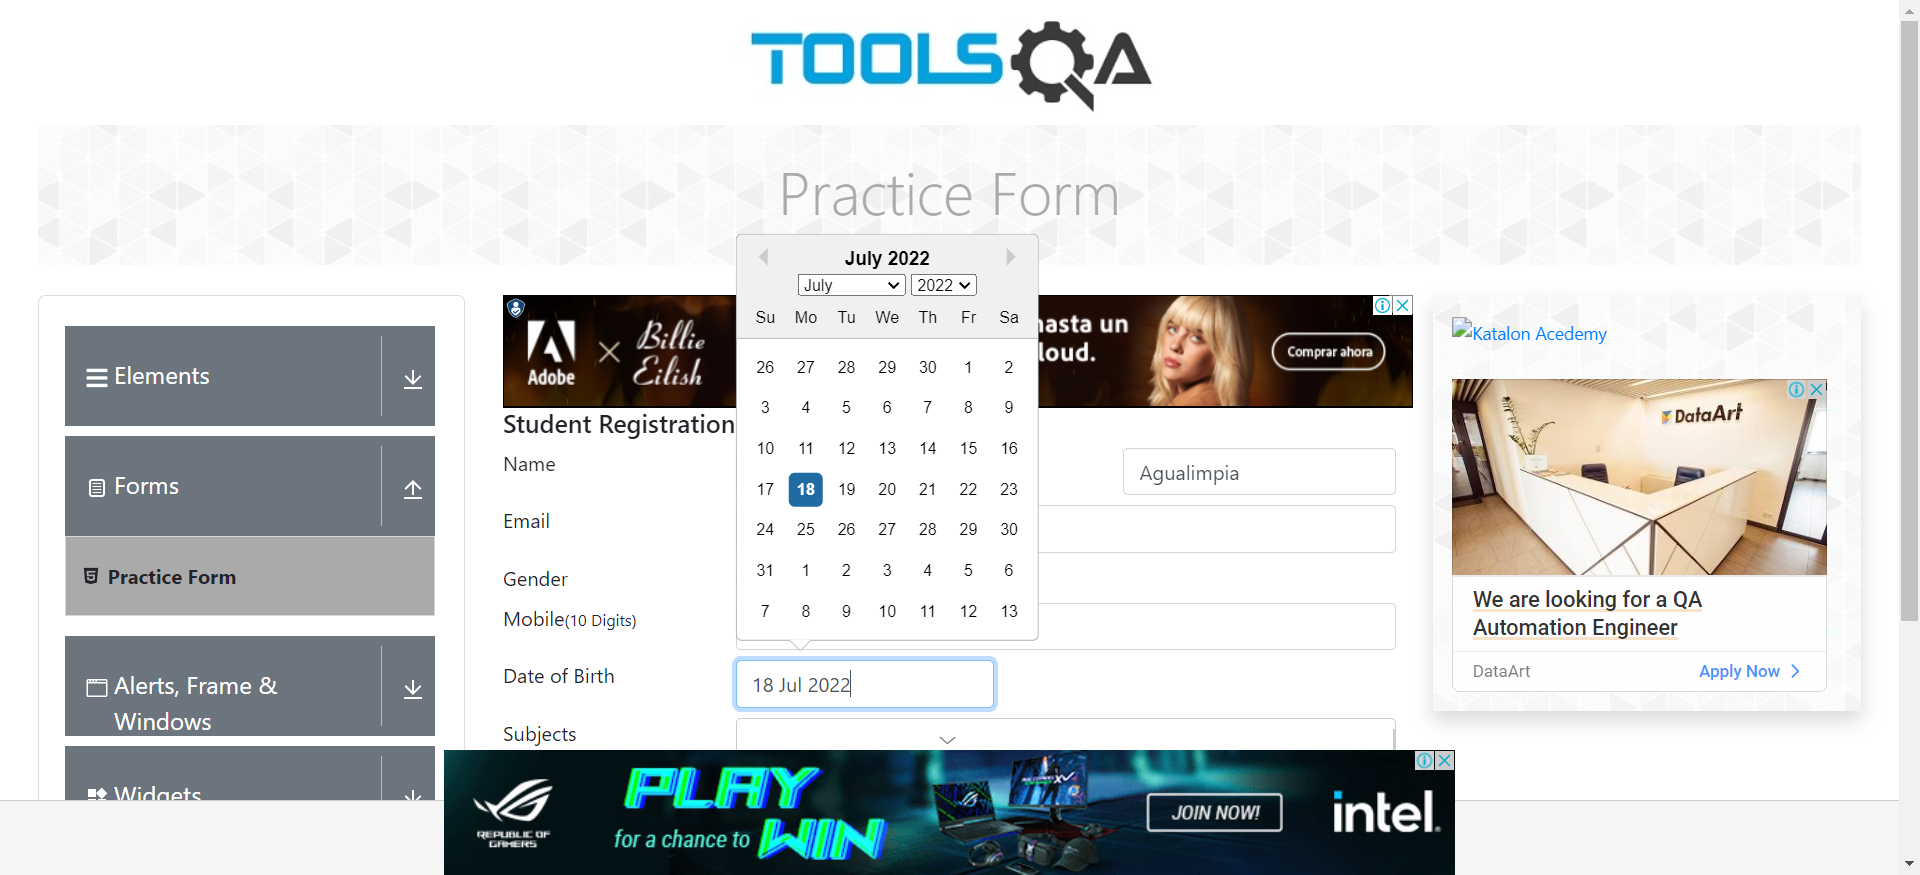 TOOLSQA
Practice Form
Elements
Forms
Practice Form
Alerts, Frame &
Windows
Widgets
Adobe × Billie Eilish
hasta un
loud.
Comprar ahora
Student Registration
Name
Agualimpia
Email
Gender
Mobile(10 Digits)
Date of Birth
18 Jul 2022
Subjects
July 2022
July 2022
Su Mo Tu We Th Fr Sa
26 27 28 29 30 1 2
3 4 5 6 7 8 9
10 11 12 13 14 15 16
17 18 19 20 21 22 23
24 25 26 27 28 29 30
31 1 2 3 4 5 6
7 8 9 10 11 12 13
Katalon Acedemy
DataArt
We are looking for a QA
Automation Engineer
DataArt Apply Now
REPUBLIC OF
GAMERS
PLAY
for a chance to WIN
JOIN NOW!
intel.